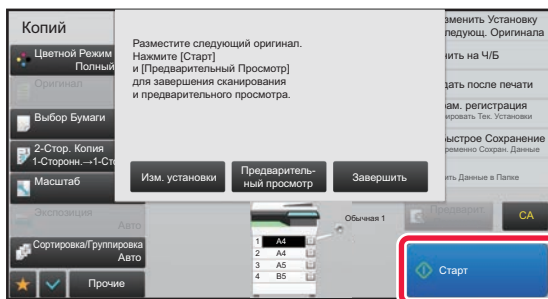 Копий
Цветной Режим
Полный
Оригинал
Выбор Бумаги
2-Стор. Копия
1-Сторонн.→1-Сто
Масштаб
Экспозиция
Авто
Сортировка/Группировка
Авто
Прочие
Разместите следующий оригинал.
Нажмите [Старт]
и [Предварительный Просмотр]
для завершения сканирования
и предварительного просмотра.
Изм. установки
Предваритель-
ный просмотр
Завершить
1 A4
2 A4
3 A5
4 B5
Обычная 1
зменить Установку
ледующ. Оригинала
нить на Ч/Б
дать после печати
ам. регистрация
ировать Тек. Установки
ыстрое Сохранение
ременно Сохран. Данные
ить Данные в Папке
Предварит.
CA
Старт